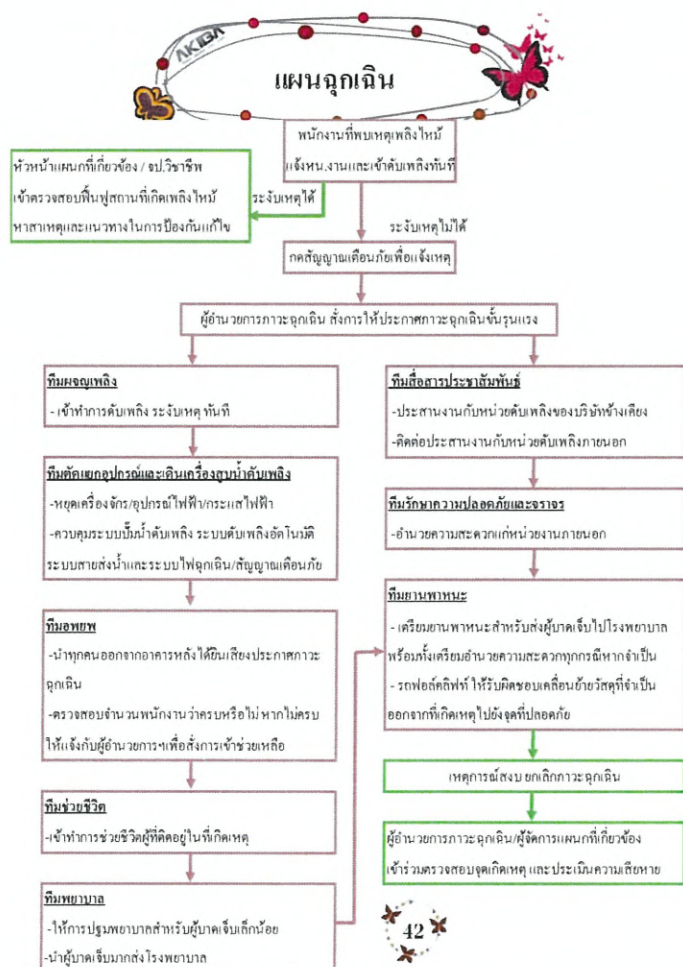 AKIBA
แผนฉุกเฉิน
พนักงานที่พบเหตุเพลิงไหม้
แจ้งหน.งานและเข้าดับเพลิงทันที
หัวหน้าแผนกที่เกี่ยวข้อง / จป.วิชาชีพ
เข้าตรวจสอบฟื้นฟูสถานที่เกิดเพลิงไหม้
หาสาเหตุและแนวทางในการป้องกันแก้ไข
ระงับเหตุได้
ระงับเหตุไม่ได้
กดสัญญาณเตือนภัยเพื่อแจ้งเหตุ
ผู้อำนวยการภาวะฉุกเฉิน สั่งการให้ประกาศภาวะฉุกเฉินขั้นรุนแรง
ทีมผจญเพลิง
- เข้าทำการดับเพลิง ระงับเหตุ ทันที
ทีมตัดแยกอุปกรณ์และเดินเครื่องสูบน้ำดับเพลิง
-หยุดเครื่องจักร/อุปกรณ์ไฟฟ้า/กระแสไฟฟ้า
-ควบคุมระบบปั๊มน้ำดับเพลิง ระบบดับเพลิงอัตโนมัติ
ระบบสายส่งน้ำและระบบไฟฉุกเฉิน/สัญญาณเตือนภัย
ทีมอพยพ
-นำทุกคนออกจากอาคารหลังได้ยินเสียงประกาศภาวะ
ฉุกเฉิน
-ตรวจสอบจำนวนพนักงานว่าครบหรือไม่ หากไม่ครบ
ให้แจ้งกับผู้อำนวยการฯเพื่อสั่งการเข้าช่วยเหลือ
ทีมช่วยชีวิต
-เข้าทำการช่วยชีวิตผู้ที่ติดอยู่ในที่เกิดเหตุ
ทีมพยาบาล
-ให้การปฐมพยาบาลสำหรับผู้บาดเจ็บเล็กน้อย
-นำผู้บาดเจ็บมากส่งโรงพยาบาล
ทีมสื่อสารประชาสัมพันธ์
-ประสานงานกับหน่วยดับเพลิงของบริษัทข้างเคียง
-ติดต่อประสานงานกับหน่วยดับเพลิงภายนอก
ทีมรักษาความปลอดภัยและจราจร
-อำนวยความสะดวกแก่หน่วยงานภายนอก
ทีมยานพาหนะ
- เตรียมยานพาหนะสำหรับส่งผู้บาดเจ็บไปโรงพยาบาล
พร้อมทั้งเตรียมอำนวยความสะดวกทุกกรณีหากจำเป็น
- รถฟอล์คลิฟท์ ให้รับผิดชอบเคลื่อนย้ายวัสดุที่จำเป็น
ออกจากที่เกิดเหตุไปยังจุดที่ปลอดภัย
เหตุการณ์สงบ ยกเลิกภาวะฉุกเฉิน
ผู้อำนวยการภาวะฉุกเฉิน/ผู้จัดการแผนกที่เกี่ยวข้อง
เข้าร่วมตรวจสอบจุดเกิดเหตุ และประเมินความเสียหาย
42